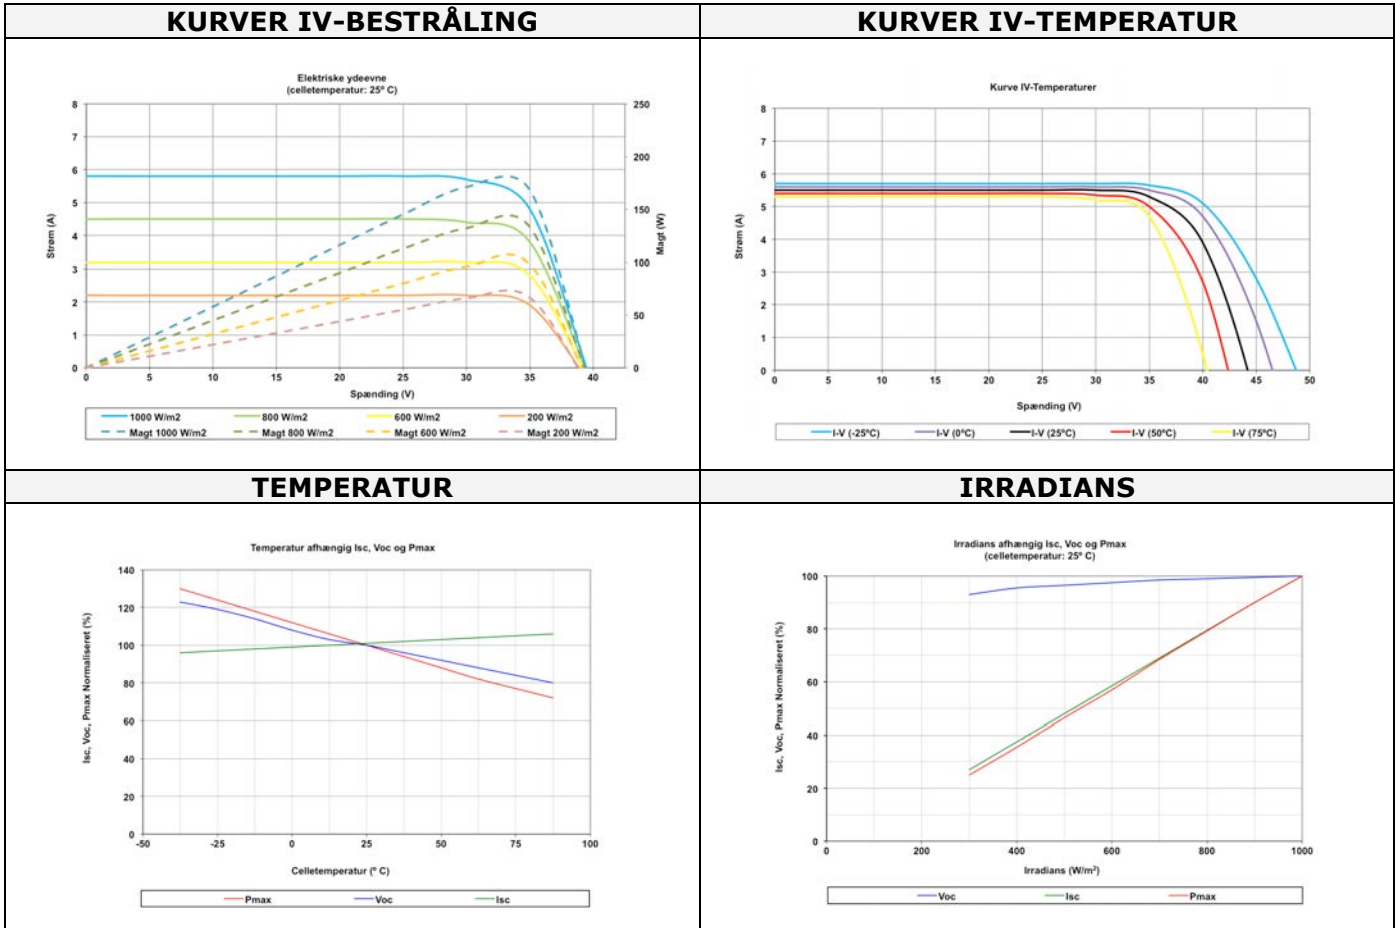 KURVER IV-BESTRÅLING
Elektriske ydeevne
(celletemperatur: 25º C)
8
7
6
5
4
3
2
1
0
250
200
150
100
50
0
Strøm (A)
Magt (W)
0 5 10 15 20 25 30 35 40
Spænding (V)
1000 W/m2 800 W/m2 600 W/m2 200 W/m2
Magt 1000 W/m2 Magt 800 W/m2 Magt 600 W/m2 Magt 200 W/m2
KURVER IV-TEMPERATUR
Kurve IV-Temperaturer
8
7
6
5
4
3
2
1
0
Strøm (A)
0 5 10 15 20 25 30 35 40 45 50
Spænding (V)
I-V (-25ºC) I-V (0ºC) I-V (25ºC) I-V (50ºC) I-V (75ºC)
TEMPERATUR
Temperatur afhængig Isc, Voc og Pmax
140
120
100
80
60
40
20
0
Isc, Voc, Pmax Normaliseret (%)
-50 -25 0 25 50 75 100
Celletemperatur (º C)
Pmax Voc Isc
IRRADIANS
Irradians afhængig Isc, Voc og Pmax
(celletemperatur: 25º C)
100
80
60
40
20
0
Isc, Voc, Pmax Normaliseret (%)
0 200 400 600 800 1000
Irradians (W/m²)
Voc Isc Pmax